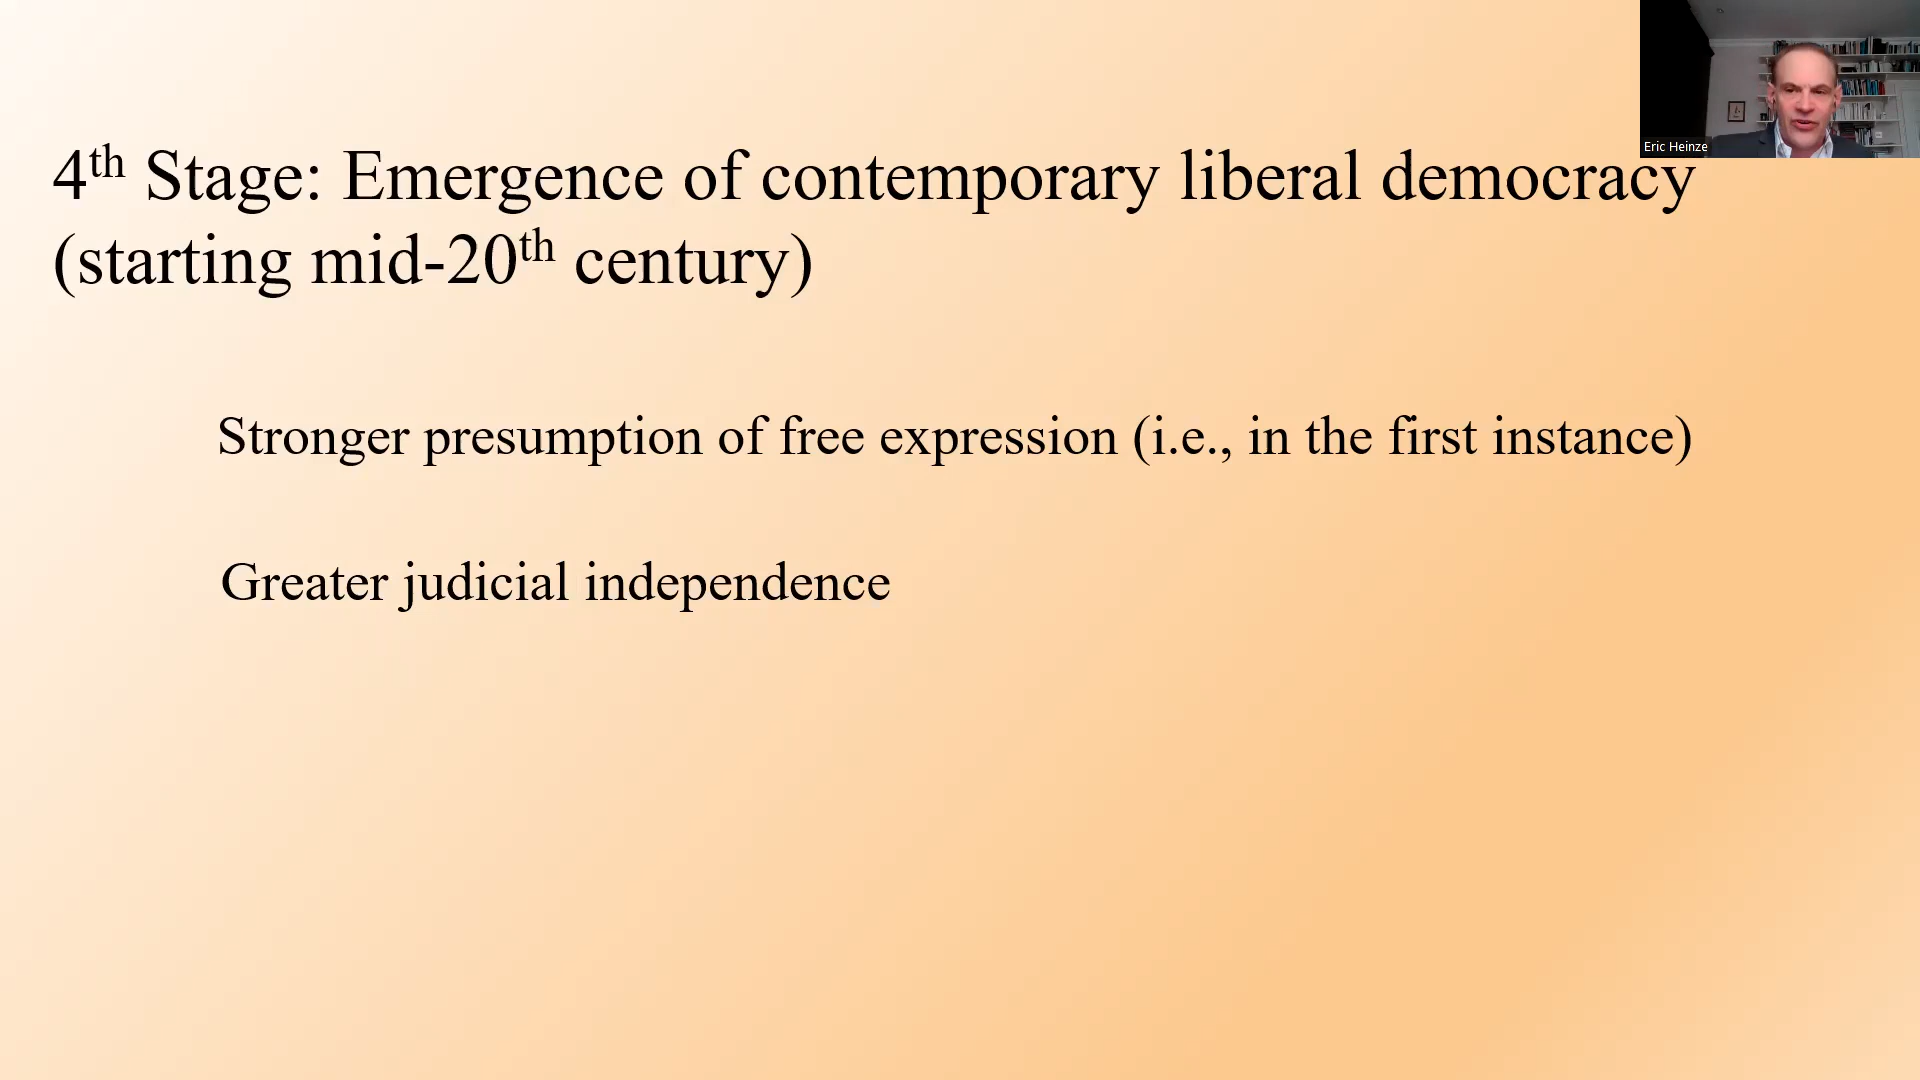 Eric Heinze
4th Stage: Emergence of contemporary liberal democracy
(starting mid-20th century)
Stronger presumption of free expression (i.e., in the first instance)
Greater judicial independence